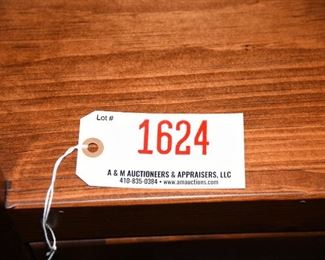 Lot #
1624
A & M AUCTIONEERS & APPRAISERS, LLC
410-835-0384 • www.amauctions.com